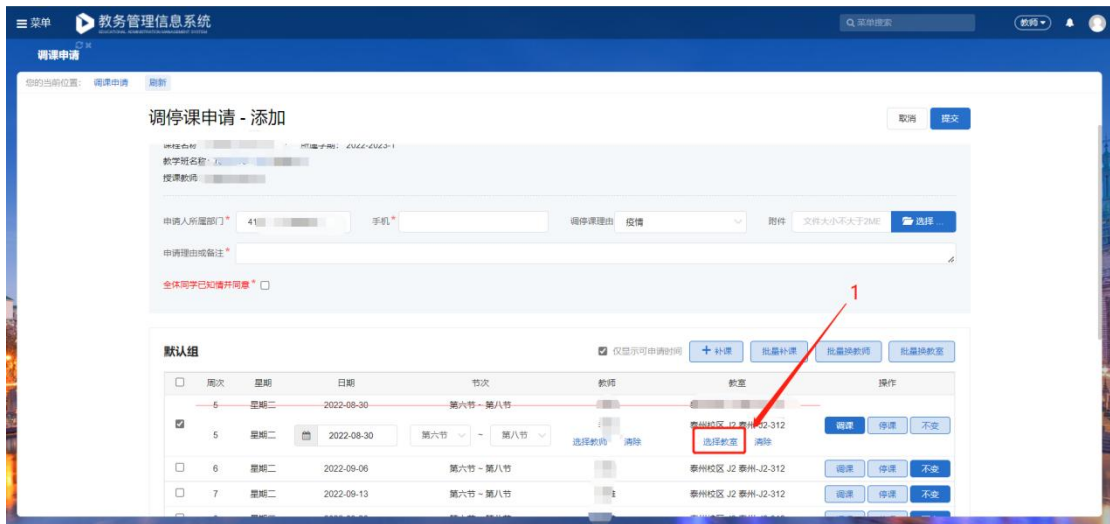 菜单 教务管理信息系统 菜单搜索 教师
EDUCATIONAL ADMINISTRATION MANAGEMENT SYSTEM
调课申请
您的当前位置： 调课申请 刷新
调停课申请 - 添加 取消 提交
课程名称 所属学期： 2022-2023-1
教学班名称：
授课教师
申请人所属部门* 41 手机* 调停课理由 疫情 附件 文件大小不大于2ME 选择 ...
申请理由或备注*
全体同学已知情并同意*
1
默认组 仅显示可申请时间 + 补课 批量补课 批量换教师 批量换教室
周次 星期 日期 节次 教师 教室 操作
5 星期二 2022-08-30 第六节 ~ 第八节
5 星期二 2022-08-30 第六节 ~ 第八节 泰州校区 J2 泰州-J2-312 调课 停课 不变
选择教师 清除 选择教室 清除
6 星期二 2022-09-06 第六节 ~ 第八节 泰州校区 J2 泰州-J2-312 调课 停课 不变
7 星期二 2022-09-13 第六节 ~ 第八节 泰州校区 J2 泰州-J2-312 调课 停课 不变